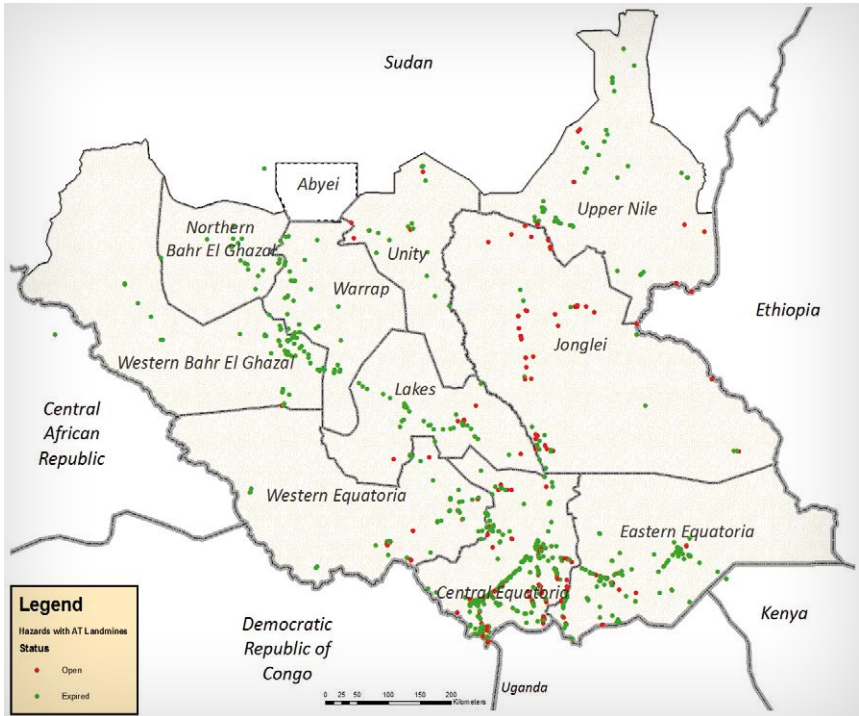 Sudan
Abyei
Upper Nile
Northern
Bahr El Ghazal
Unity
Warrap
Ethiopia
Jonglei
Western Bahr El Ghazal
Lakes
Central
African
Republic
Western Equatoria
Eastern Equatoria
Central Equatoria
Legend
Hazards with AT Landmines
Status
Open
Expired
Democratic
Republic of
Congo
Kenya
Uganda
0 25 50 100 150 200
Kilometers